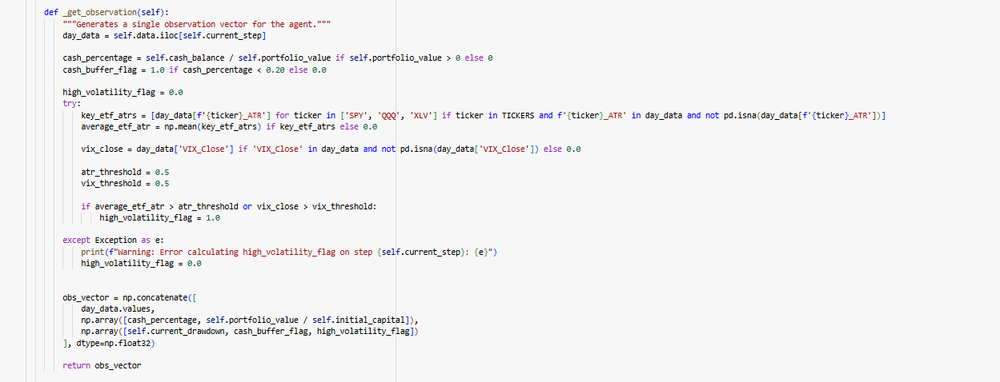 def _get_observation(self):
"""Generates a single observation vector for the agent."""
day_data = self.data.iloc[self.current_step]
cash_percentage = self.cash_balance / self.portfolio_value if self.portfolio_value > 0 else 0
cash_buffer_flag = 1.0 if cash_percentage < 0.20 else 0.0
high_volatility_flag = 0.0
try:
key_etf_atrs = [day_data[f'{ticker}_ATR'] for ticker in ['SPY', 'QQQ', 'XLV'] if ticker in TICKERS and f'{ticker}_ATR' in day_data and not pd.isna(day_data[f'{ticker}_ATR'])]
average_etf_atr = np.mean(key_etf_atrs) if key_etf_atrs else 0.0
vix_close = day_data['VIX_Close'] if 'VIX_Close' in day_data and not pd.isna(day_data['VIX_Close']) else 0.0
atr_threshold = 0.5
vix_threshold = 0.5
if average_etf_atr > atr_threshold or vix_close > vix_threshold:
high_volatility_flag = 1.0
except Exception as e:
print(f"Warning: Error calculating high_volatility_flag on step {self.current_step}: {e}")
high_volatility_flag = 0.0
obs_vector = np.concatenate([
day_data.values,
np.array([cash_percentage, self.portfolio_value / self.initial_capital]),
np.array([self.current_drawdown, cash_buffer_flag, high_volatility_flag])
], dtype=np.float32)
return obs_vector